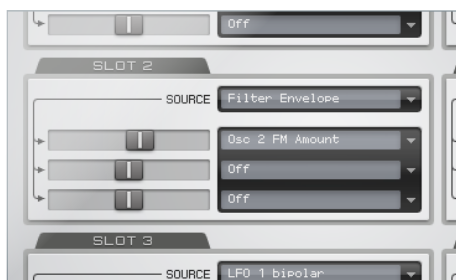 Off
SLOT 2
SOURCE Filter Envelope
Osc 2 FM Amount
Off
Off
SLOT 3
SOURCE LFO 1 bipolar